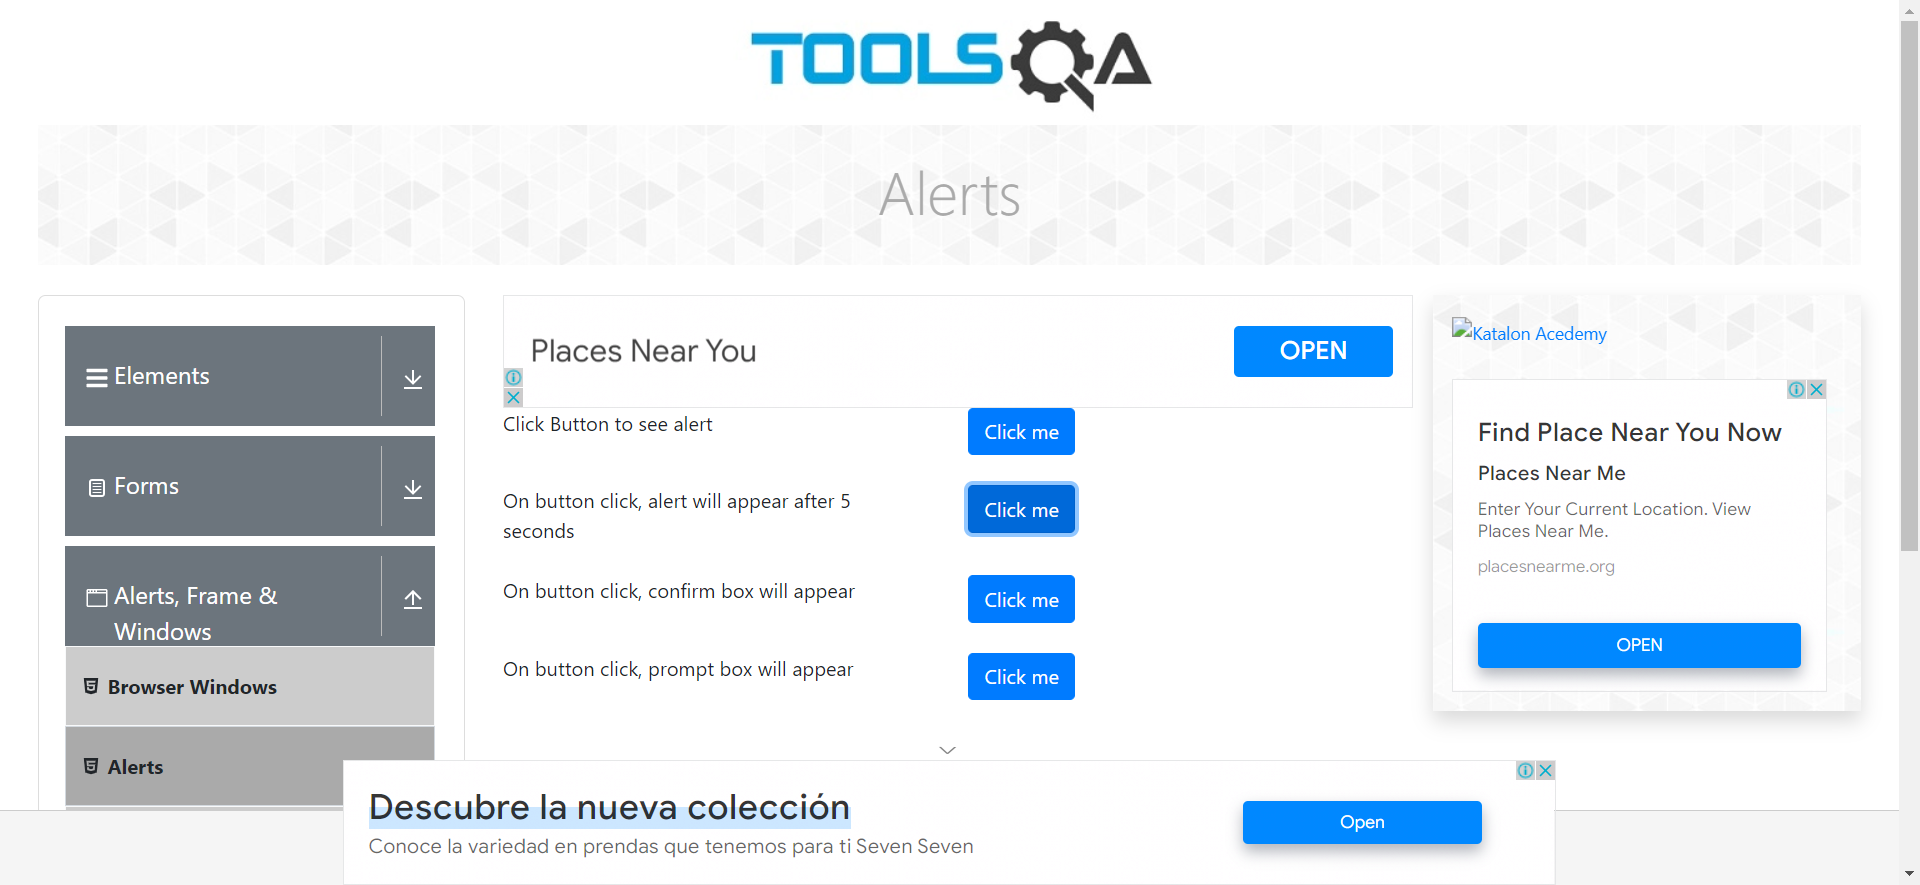 TOOLSQA
Alerts
Elements
Forms
Alerts, Frame &
Windows
Browser Windows
Alerts
Places Near You
OPEN
Click Button to see alert
Click me
On button click, alert will appear after 5
seconds
Click me
On button click, confirm box will appear
Click me
On button click, prompt box will appear
Click me
Katalon Acedemy
Find Place Near You Now
Places Near Me
Enter Your Current Location. View
Places Near Me.
placesnearme.org
OPEN
Descubre la nueva colección
Conoce la variedad en prendas que tenemos para ti Seven Seven
Open